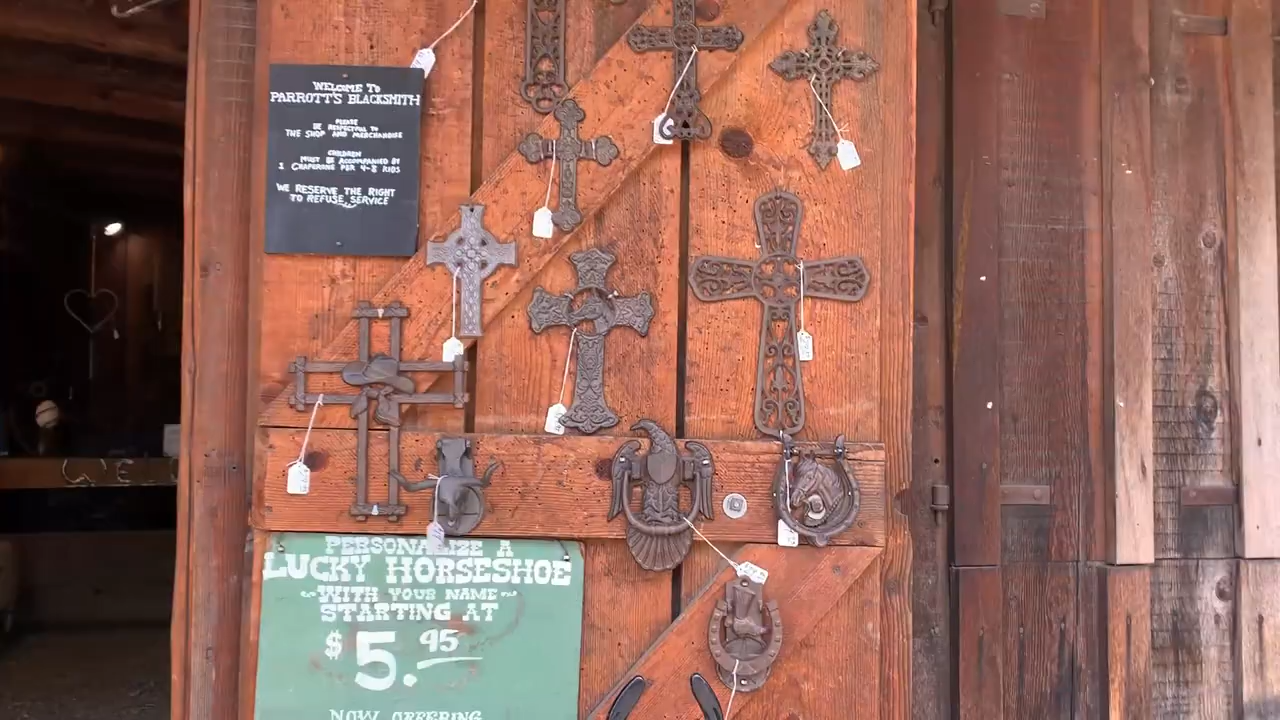 WELCOME TO
PARROTT'S BLACKSMITH
PLEASE
BE RESPECTFUL TO
THE SHOP AND MERCHANDISE
CHILDREN
MUST BE ACCOMPANIED BY
1 CHAPERONE PER 4-8 KIDS
WE RESERVE THE RIGHT
TO REFUSE SERVICE
PERSONALIZE A
LUCKY HORSESHOE
~WITH YOUR NAME~
STARTING AT
$5.95
NOW OFFERING